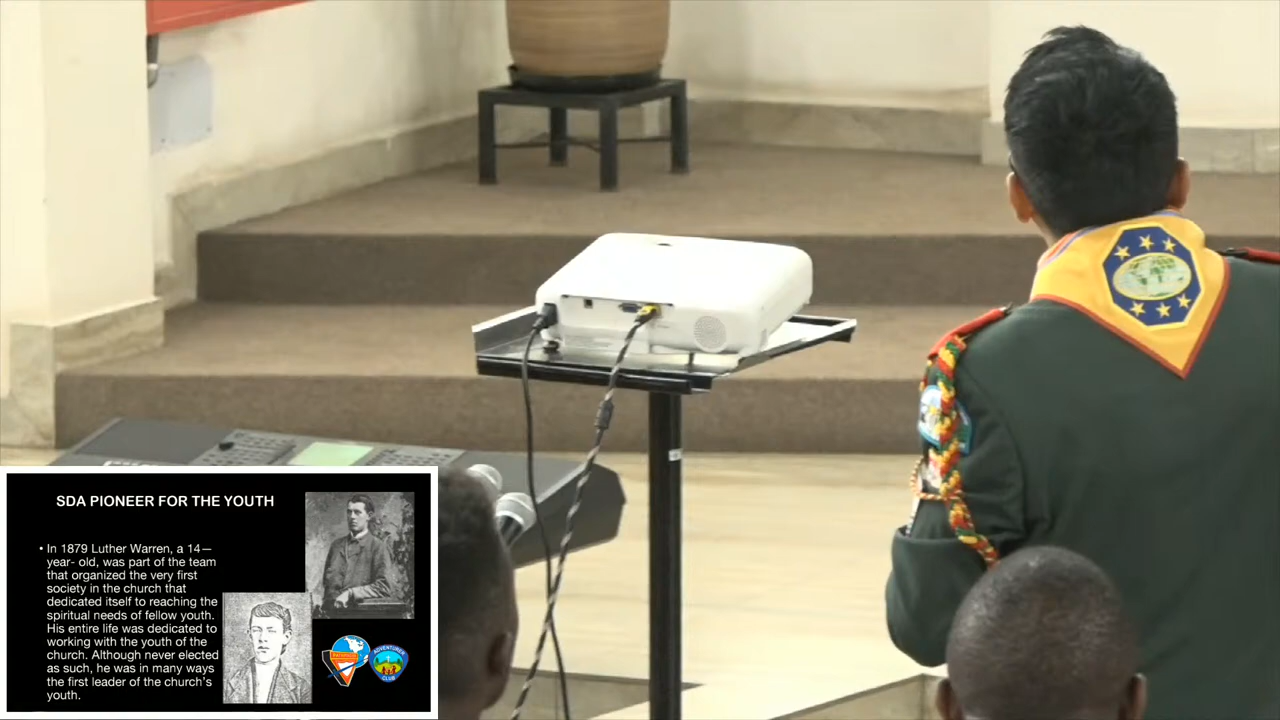 SDA PIONEER FOR THE YOUTH
• In 1879 Luther Warren, a 14—
year- old, was part of the team
that organized the very first
society in the church that
dedicated itself to reaching the
spiritual needs of fellow youth.
His entire life was dedicated to
working with the youth of the
church. Although never elected
as such, he was in many ways
the first leader of the church's
youth.
ADVENTURER
CLUB